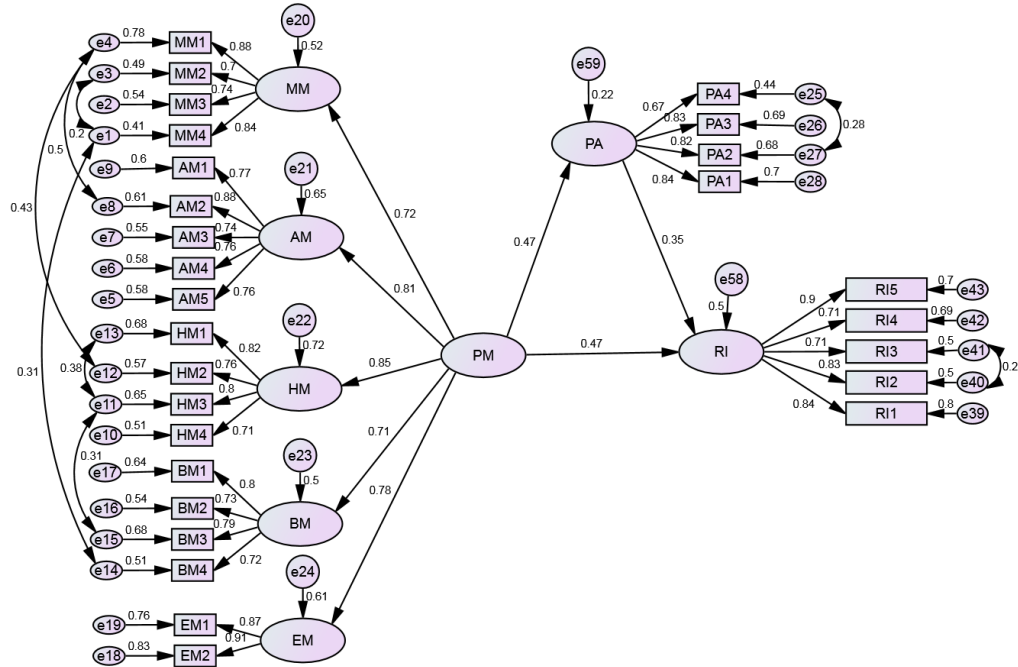 e20
e4 0.78 MM1 0.88 0.52
e3 0.49 MM2 0.7 MM
e2 0.54 MM3 0.74
e1 0.41 MM4 0.84
0.2
0.5
e9 0.6 AM1 0.77 e21
e8 0.61 AM2 0.88 0.65
e7 0.55 AM3 0.74 AM
e6 0.58 AM4 0.76
e5 0.58 AM5 0.76
0.43
e13 0.68 HM1 0.82 e22
0.72
e12 0.57 HM2 0.76 HM
0.38
e11 0.65 HM3 0.8
e10 0.51 HM4 0.71
0.31
0.31
e17 0.64 BM1 0.8 e23
0.5
e16 0.54 BM2 0.73 BM
e15 0.68 BM3 0.79
e14 0.51 BM4 0.72
e24
0.61
e19 0.76 EM1 0.87 EM
e18 0.83 EM2 0.91
0.72
0.81
0.85
0.71
0.78
PM
0.47
0.47
e59
0.22
PA
0.67 PA4 0.44 e25
0.83 PA3 0.69 e26
0.28
0.82 PA2 0.68 e27
0.84 PA1 0.7 e28
0.35
e58
0.5
RI
0.9 RI5 0.7 e43
0.71 RI4 0.69 e42
0.71 RI3 0.5 e41
0.2
0.83 RI2 0.5 e40
0.84 RI1 0.8 e39